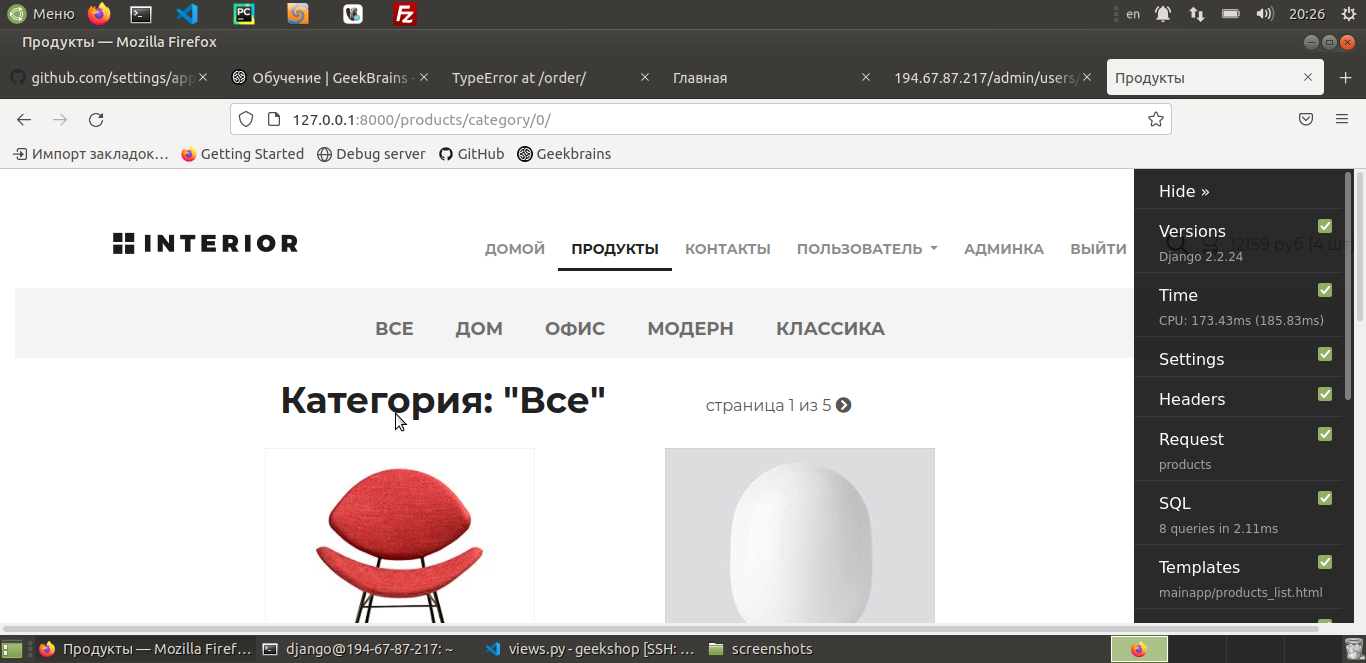 Меню
en
20:26
Продукты — Mozilla Firefox
github.com/settings/app
Обучение | GeekBrains -
TypeError at /order/
Главная
194.67.87.217/admin/users/
Продукты
127.0.0.1:8000/products/category/0/
Импорт закладок...
Getting Started
Debug server
GitHub
Geekbrains
INTERIOR
ДОМОЙ
ПРОДУКТЫ
КОНТАКТЫ
ПОЛЬЗОВАТЕЛЬ
АДМИНКА
ВЫЙТИ
12159 руб (4 шт
ВСЕ
ДОМ
ОФИС
МОДЕРН
КЛАССИКА
Категория: "Все"
страница 1 из 5
Hide »
Versions
Django 2.2.24
Time
CPU: 173.43ms (185.83ms)
Settings
Headers
Request
products
SQL
8 queries in 2.11ms
Templates
mainapp/products_list.html
Продукты — Mozilla Firef...
django@194-67-87-217: ~
views.py - geekshop [SSH: ...
screenshots